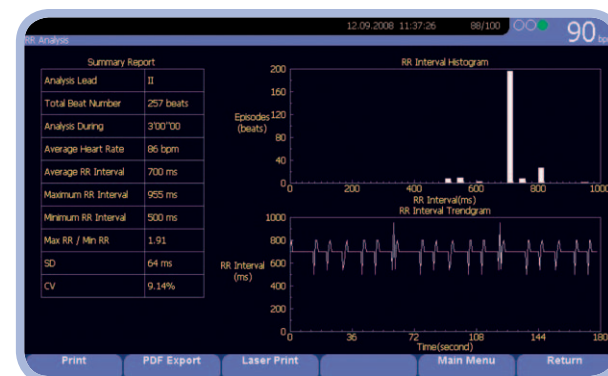 12.09.2008 11:37:26 88/100 90 bpm
RR Analysis
Summary Report
Analysis Lead II
Total Beat Number 257 beats
Analysis During 3'00"00
Average Heart Rate 86 bpm
Average RR Interval 700 ms
Maximum RR Interval 955 ms
Minimum RR Interval 500 ms
Max RR / Min RR 1.91
SD 64 ms
CV 9.14%
RR Interval Histogram
200
160
Episodes 120
(beats)
80
40
0
0 200 400 600 800 1000
RR Interval(ms)
RR Interval Trendgram
1000
800
RR Interval 600
(ms)
400
200
0
0 36 72 108 144 180
Time(second)
Print PDF Export Laser Print Main Menu Return